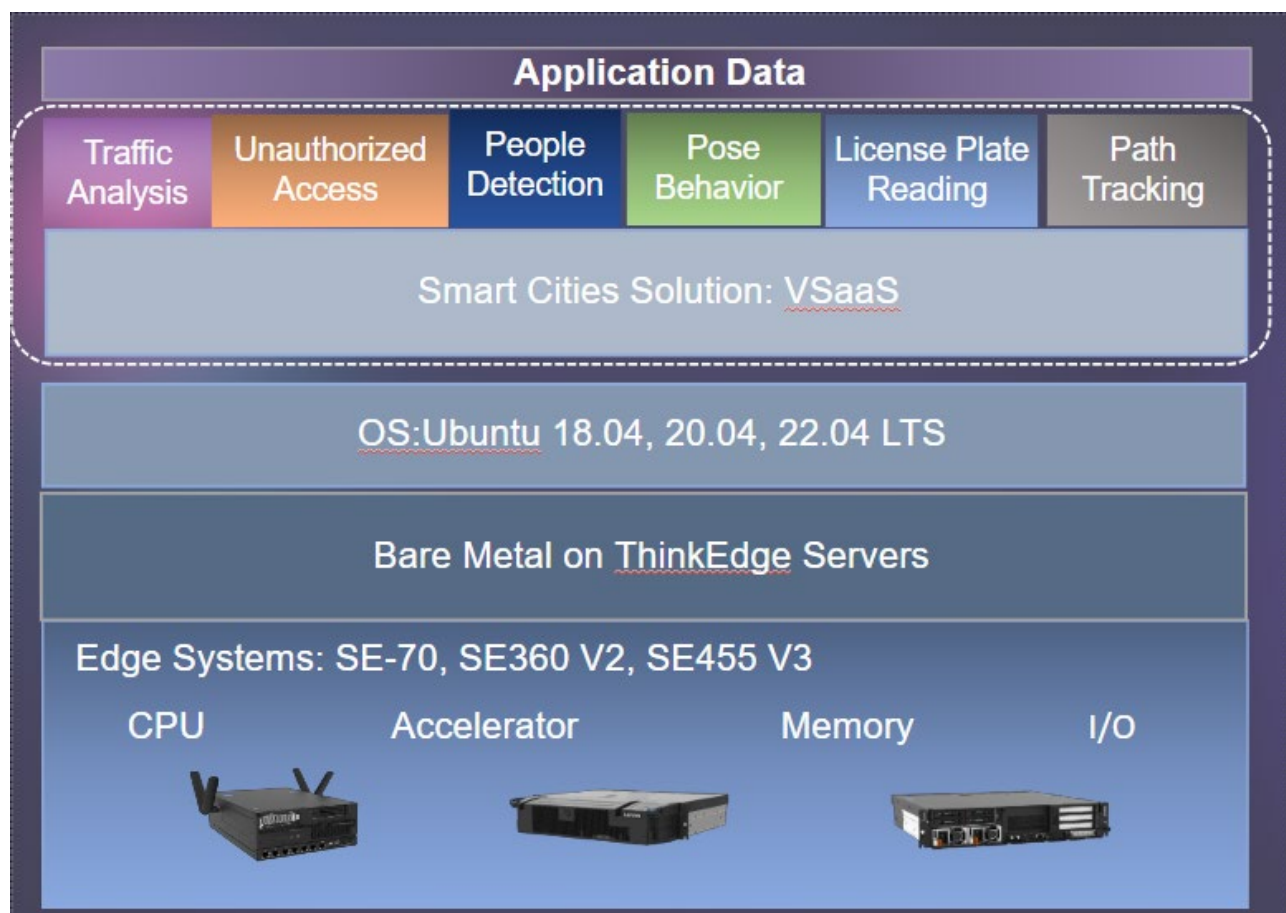 Application Data
Traffic
Analysis
Unauthorized
Access
People
Detection
Pose
Behavior
License Plate
Reading
Path
Tracking
Smart Cities Solution: VSaaS
OS:Ubuntu 18.04, 20.04, 22.04 LTS
Bare Metal on ThinkEdge Servers
Edge Systems: SE-70, SE360 V2, SE455 V3
CPU
Accelerator
Memory
I/O